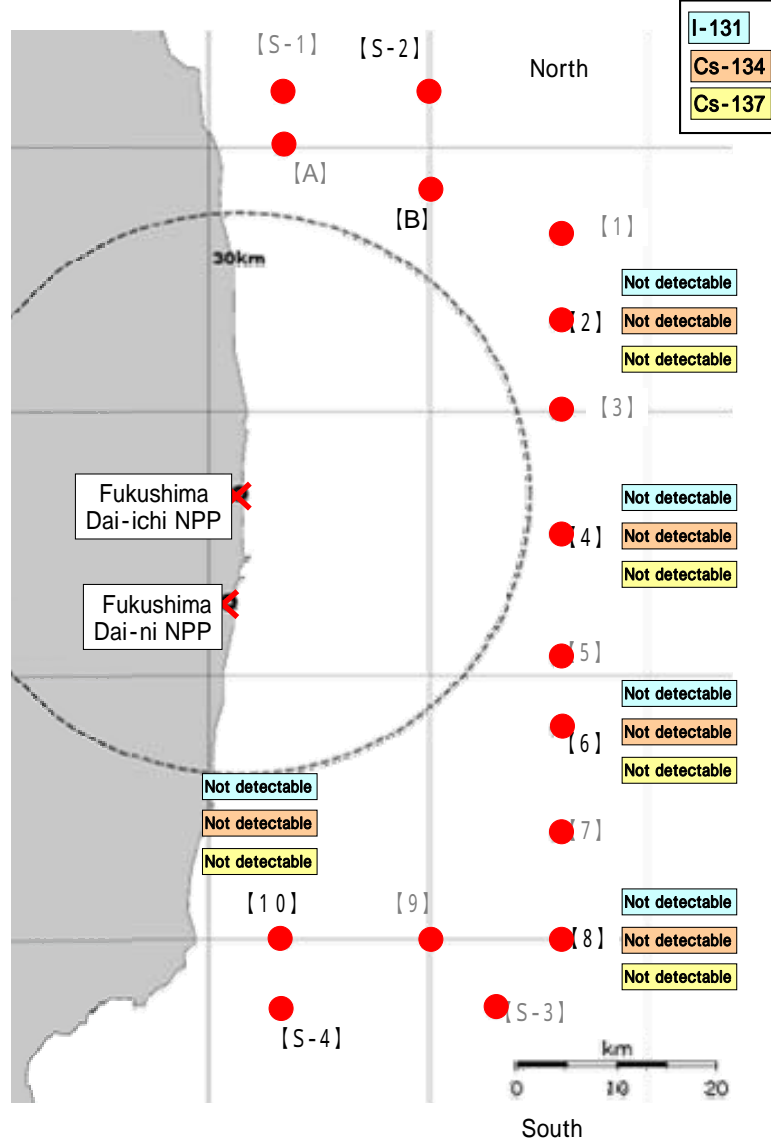 I-131
Cs-134
Cs-137
North
【S-1】
【S-2】
【A】
【B】
【1】
30km
Not detectable
【2】
Not detectable
Not detectable
【3】
Fukushima
Dai-ichi NPP
Not detectable
【4】
Not detectable
Not detectable
Fukushima
Dai-ni NPP
【5】
Not detectable
【6】
Not detectable
Not detectable
Not detectable
Not detectable
Not detectable
【7】
【10】
【9】
Not detectable
【8】
Not detectable
Not detectable
【S-4】
【S-3】
km
0 10 20
South